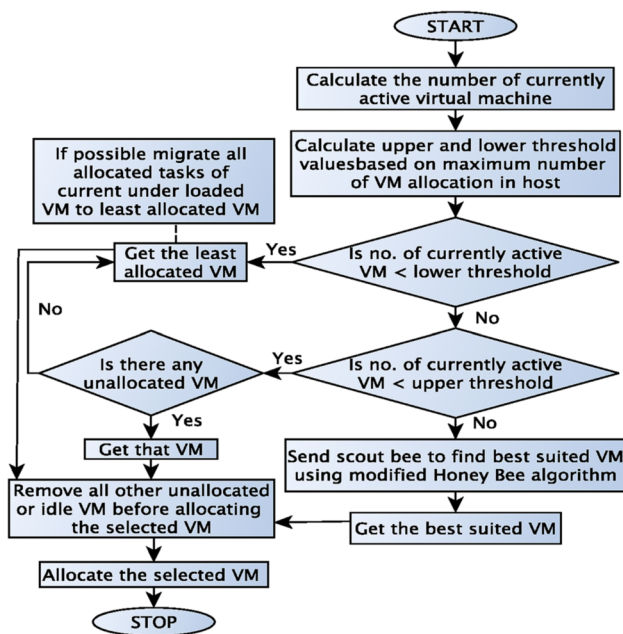 START
Calculate the number of currently
active virtual machine
Calculate upper and lower threshold
valuesbased on maximum number
of VM allocation in host
If possible migrate all
allocated tasks of
current under loaded
VM to least allocated VM
Is no. of currently active
VM < lower threshold
Yes
Get the least
allocated VM
No
No
Is no. of currently active
VM < upper threshold
Yes
Is there any
unallocated VM
Yes
No
Get that VM
Send scout bee to find best suited VM
using modified Honey Bee algorithm
Get the best suited VM
Remove all other unallocated
or idle VM before allocating
the selected VM
Allocate the selected VM
STOP